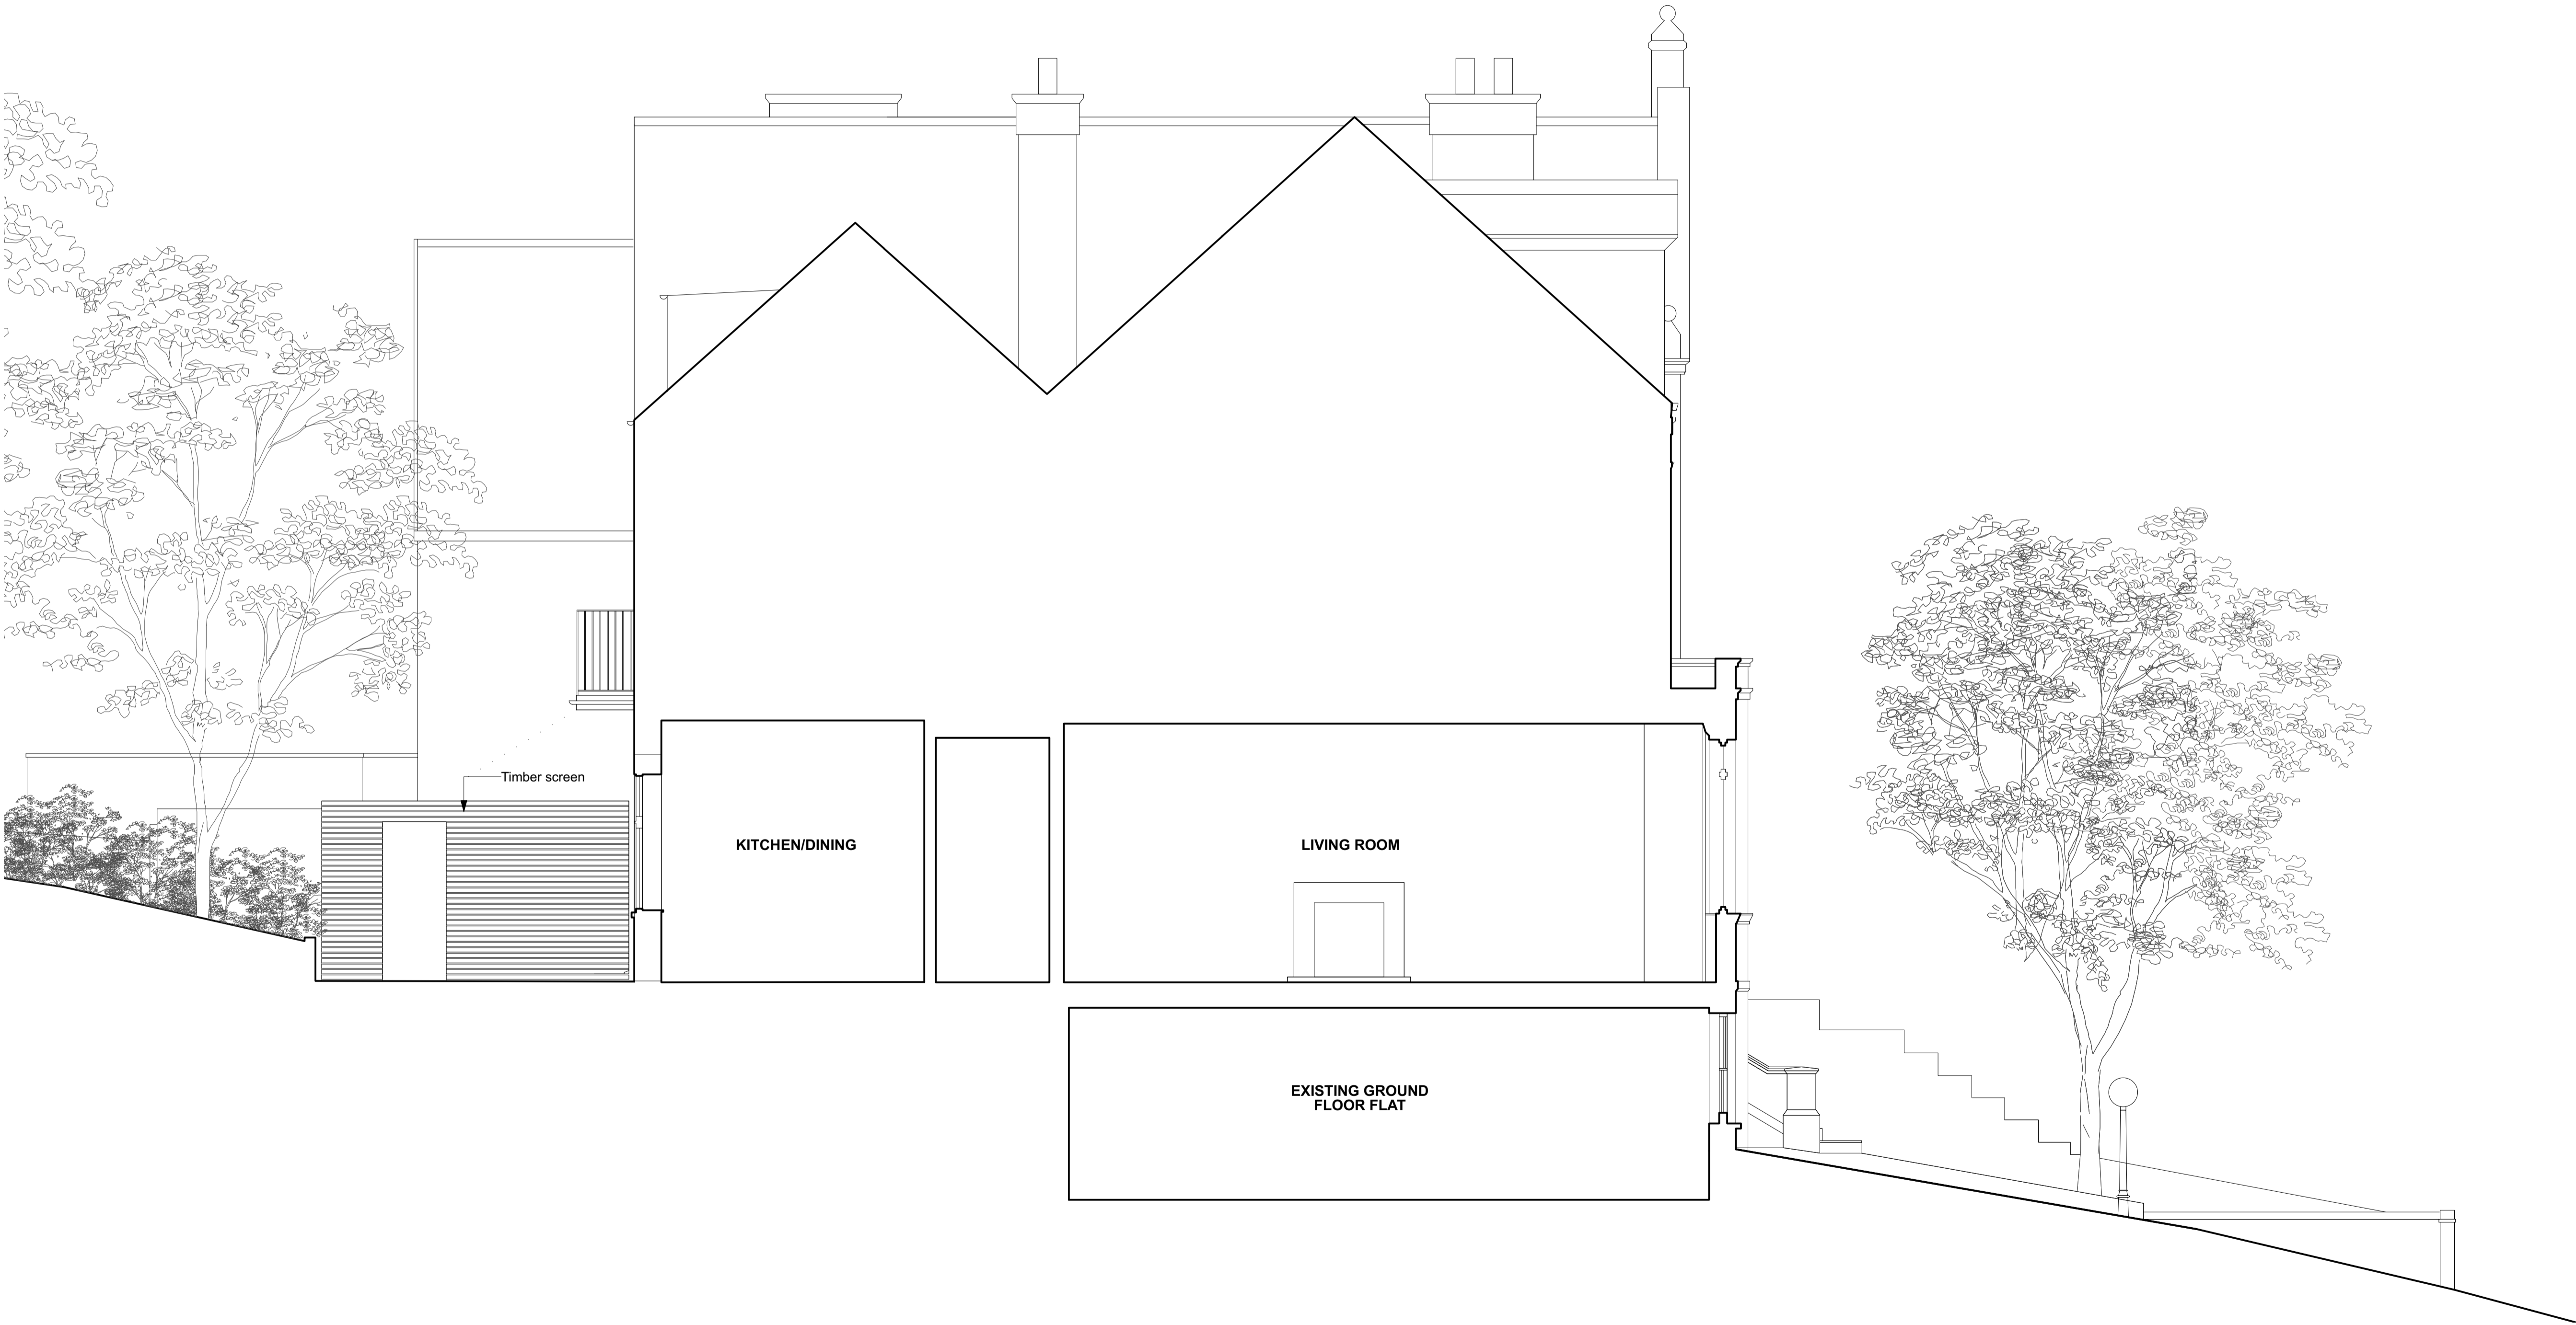 Timber screen
KITCHEN/DINING
LIVING ROOM
EXISTING GROUND
FLOOR FLAT